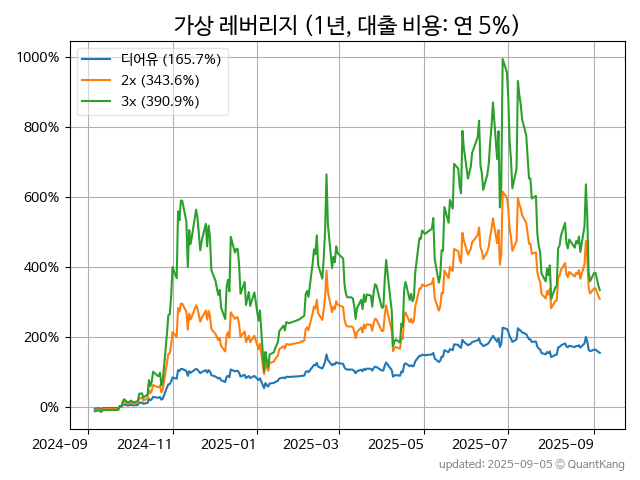 가상 레버리지 (1년, 대출 비용: 연 5%)
디어유 (165.7%)
2x (343.6%)
3x (390.9%)
1000%
800%
600%
400%
200%
0%
2024-09 2024-11 2025-01 2025-03 2025-05 2025-07 2025-09
updated: 2025-09-05 © QuantKang